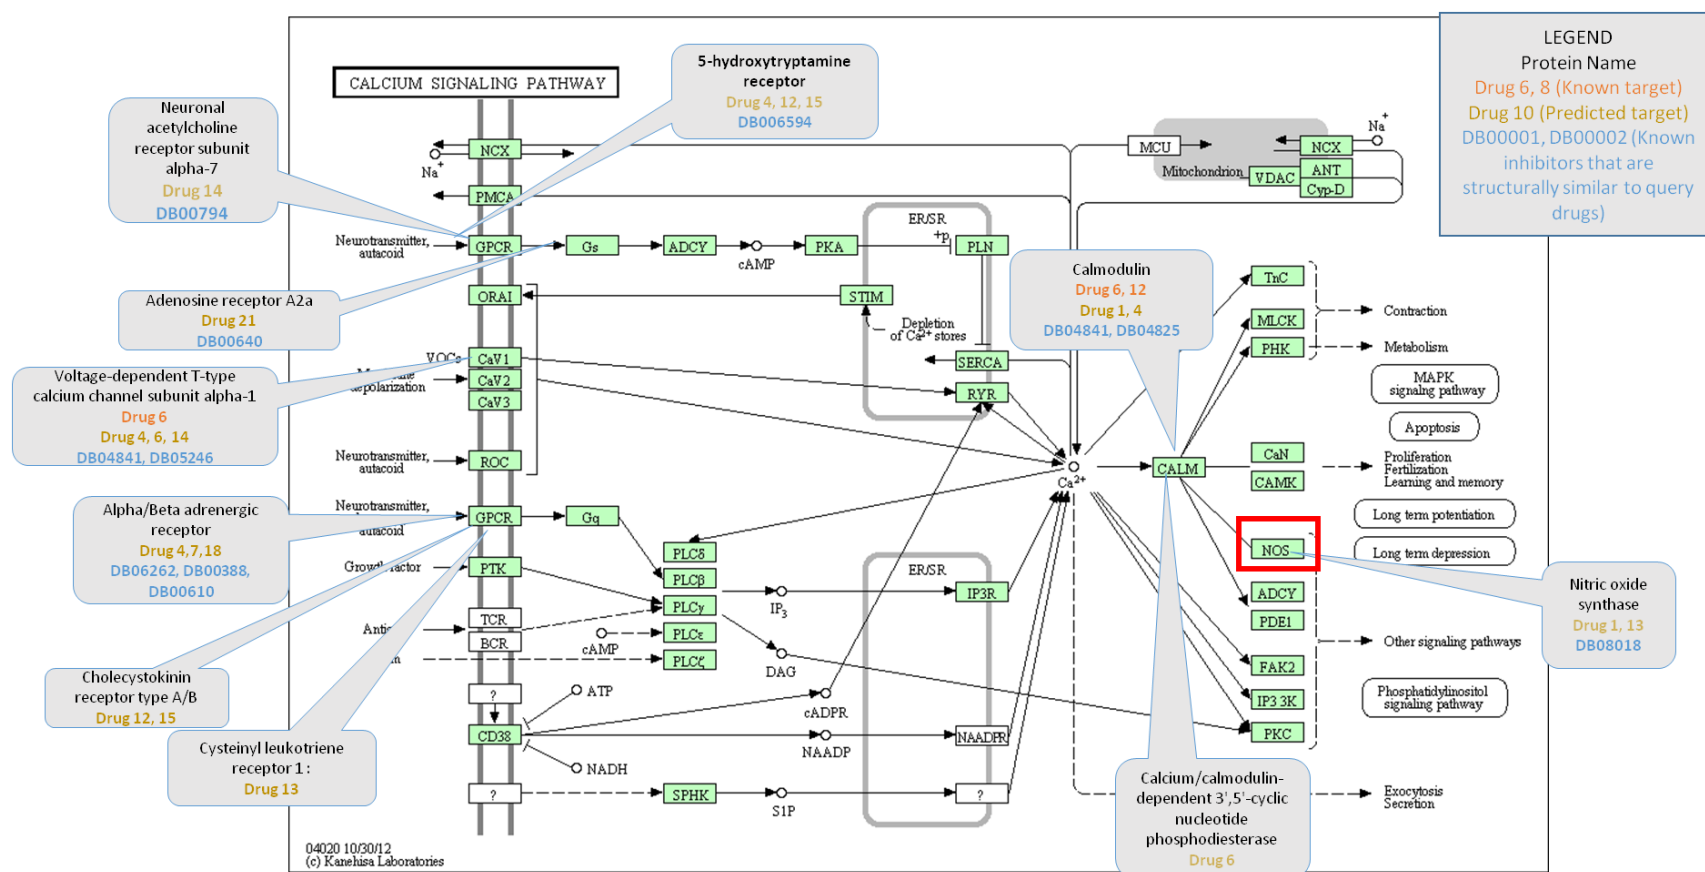 LEGEND
Protein Name
Drug 6, 8 (Known target)
Drug 10 (Predicted target)
DB00001, DB00002 (Known
inhibitors that are
structurally similar to query
drugs)
CALCIUM SIGNALING PATHWAY
5-hydroxytryptamine
receptor
Drug 4, 12, 15
DB006594
Neuronal
acetylcholine
receptor subunit
alpha-7
Drug 14
DB00794
Adenosine receptor A2a
Drug 21
DB00640
Voltage-dependent T-type
calcium channel subunit alpha-1
Drug 6
Drug 4, 6, 14
DB04841, DB05246
Alpha/Beta adrenergic
receptor
Drug 4,7,18
DB06262, DB00388,
DB00610
Cholecystokinin
receptor type A/B
Drug 12, 15
Cysteinyl leukotriene
receptor 1 :
Drug 13
Calmodulin
Drug 6, 12
Drug 1, 4
DB04841, DB04825
Nitric oxide
synthase
Drug 1, 13
DB08018
Calcium/calmodulin-
dependent 3',5'-cyclic
nucleotide
phosphodiesterase
Drug 6
Na+
NCX
PMCA
Neurotransmitter,
autacoid
GPCR
Gs
ADCY
cAMP
PKA
+p
PLN
ER/SR
ORAI
STIM
Depletion
of Ca2+ stores
VOCs
CaV1
CaV2
CaV3
depolarization
SERCA
RYR
Neurotransmitter,
autacoid
ROC
Neurotransmitter,
autacoid
GPCR
Gq
Growth factor
PTK
PLCδ
PLCβ
PLCγ
PLCε
PLCζ
TCR
BCR
cAMP
IP3
DAG
ER/SR
IP3R
?
ATP
CD38
NADH
cADPR
NAADP
NAADPR
?
SPHK
S1P
?
MCU
Mitochondrion
NCX
Na+
VDAC
ANT
Cyp-D
Ca2+
CALM
TnC
MLCK
PHK
CaN
CAMK
NOS
ADCY
PDE1
FAK2
IP3 3K
PKC
Contraction
Metabolism
MAPK
signaling pathway
Apoptosis
Proliferation
Fertilization
Learning and memory
Long term potentiation
Long term depression
Other signaling pathways
Phosphatidylinositol
signaling pathway
Exocytosis
Secretion
04020 10/30/12
(c) Kanehisa Laboratories